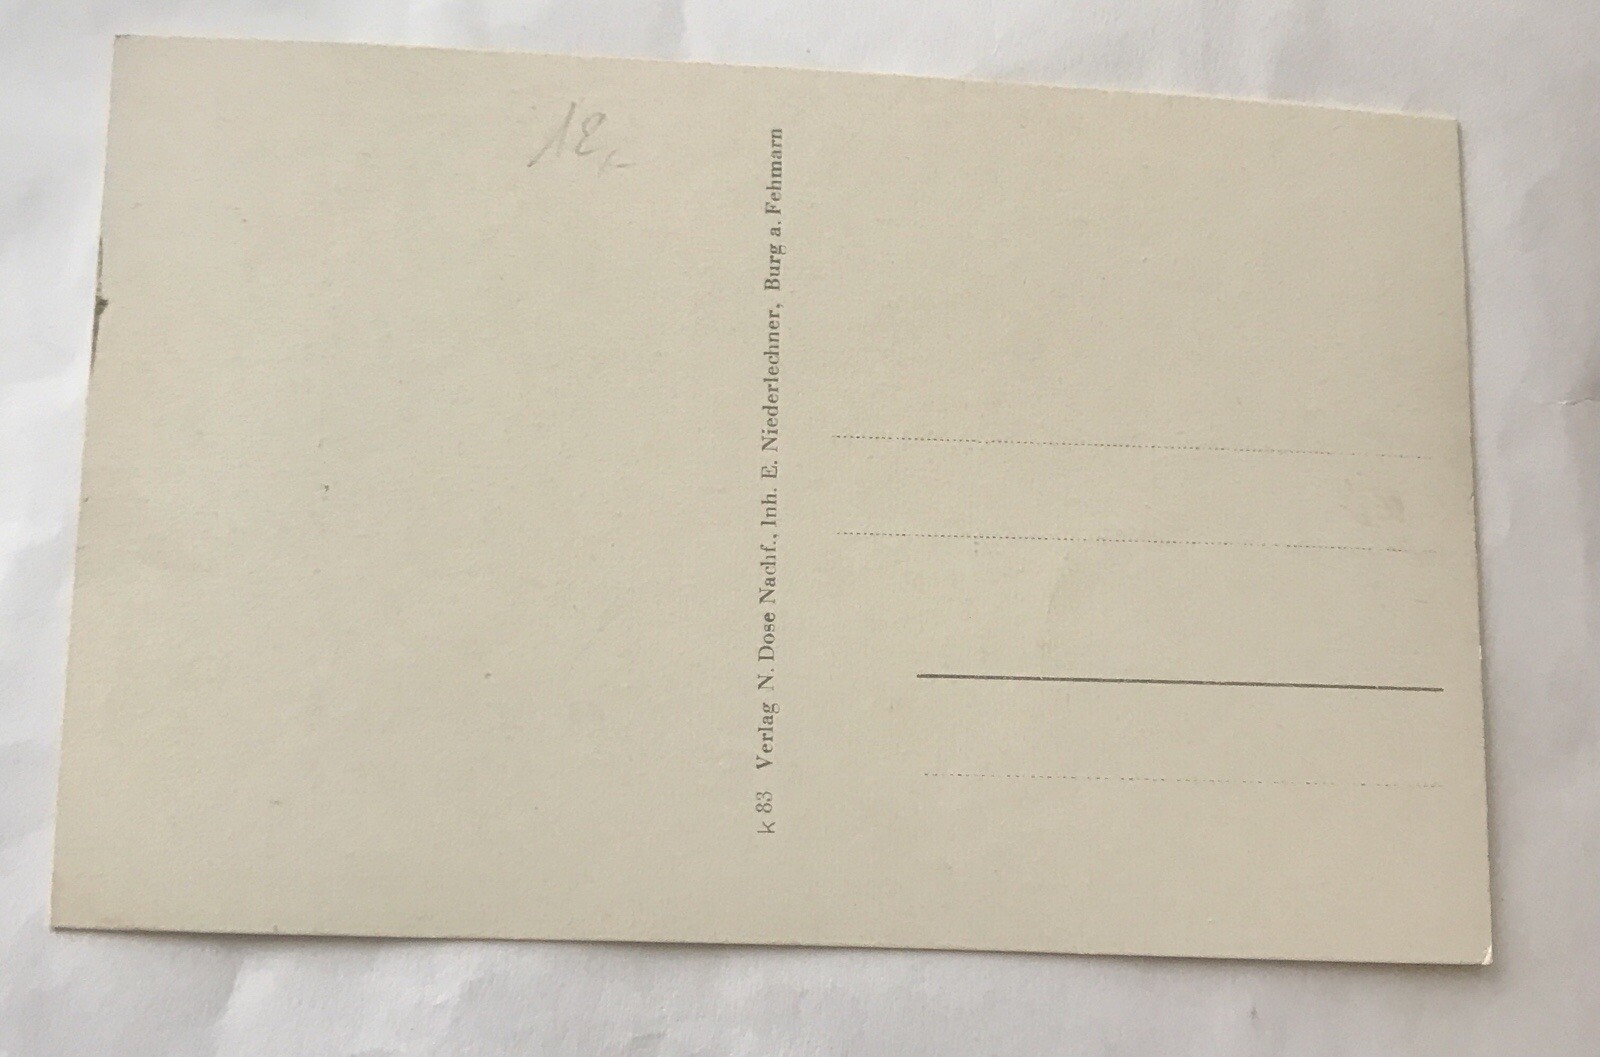 12,-
k 83 Verlag N. Dose Nachf., Inh. E. Niederlechner, Burg a. Fehmarn